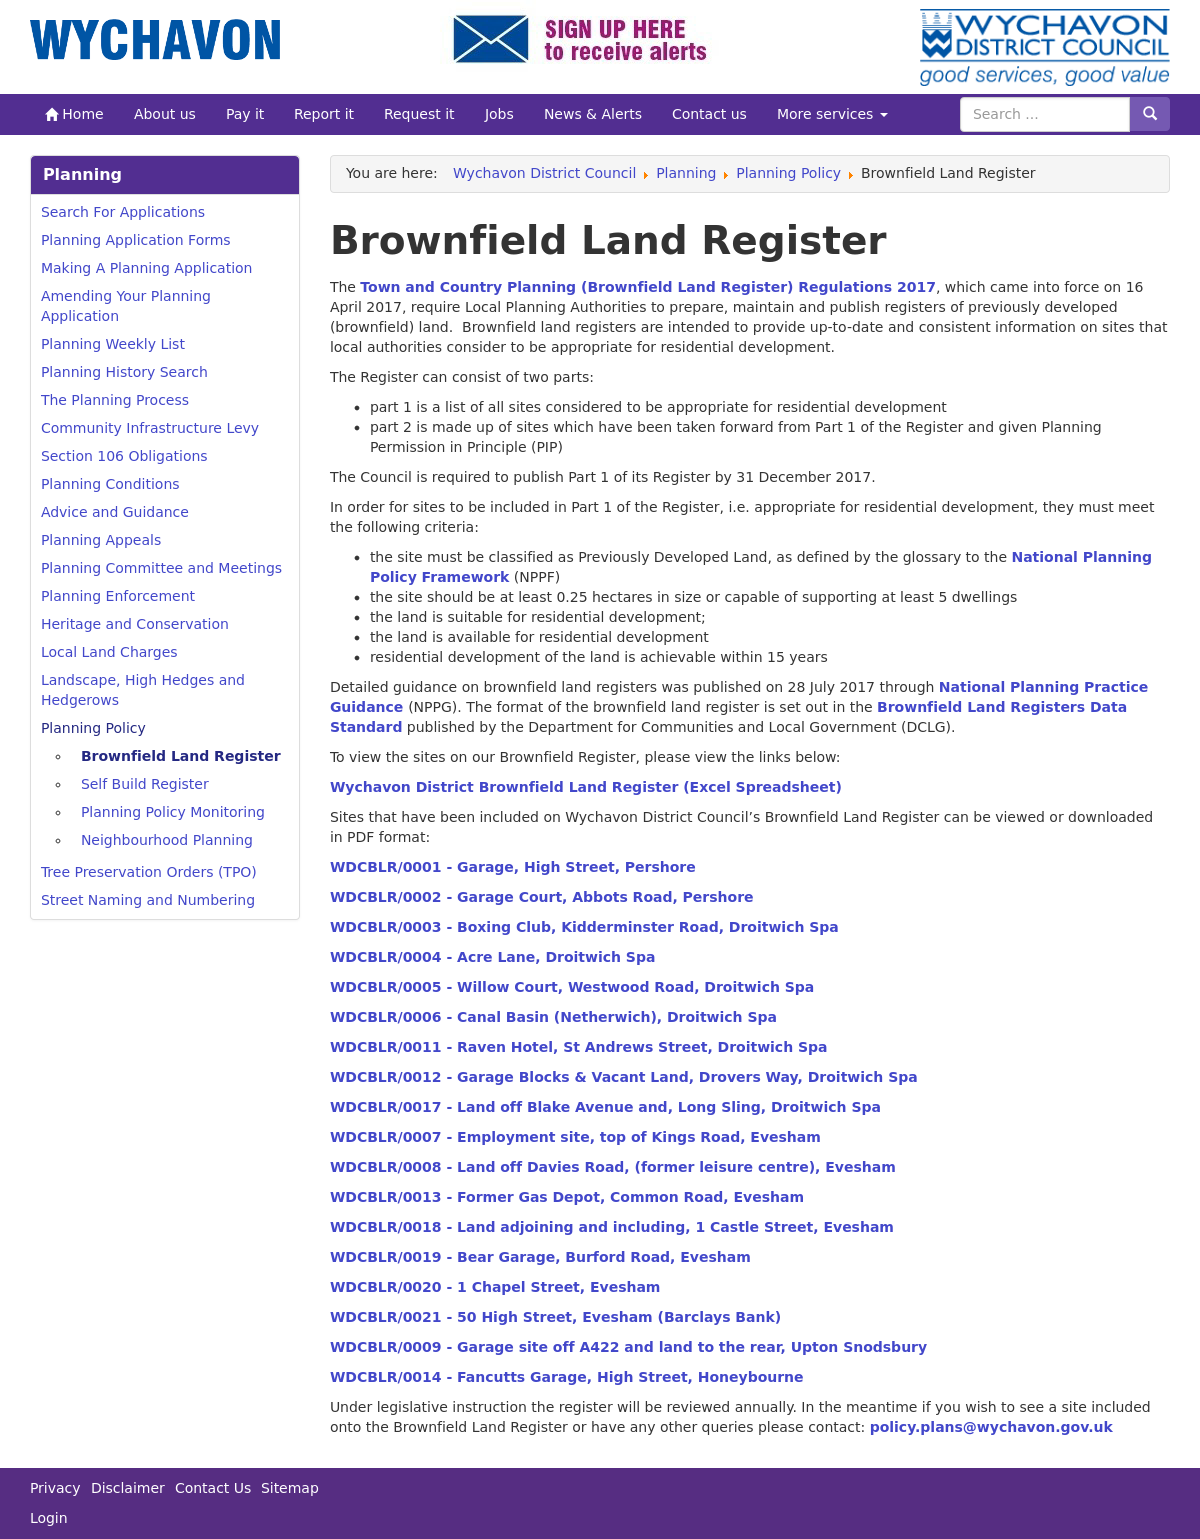 WYCHAVON
SIGN UP HERE
to receive alerts
WYCHAVON
DISTRICT COUNCIL
good services, good value
Home About us Pay it Report it Request it Jobs News & Alerts Contact us More services Search ...
Planning
Search For Applications
Planning Application Forms
Making A Planning Application
Amending Your Planning
Application
Planning Weekly List
Planning History Search
The Planning Process
Community Infrastructure Levy
Section 106 Obligations
Planning Conditions
Advice and Guidance
Planning Appeals
Planning Committee and Meetings
Planning Enforcement
Heritage and Conservation
Local Land Charges
Landscape, High Hedges and
Hedgerows
Planning Policy
Brownfield Land Register
Self Build Register
Planning Policy Monitoring
Neighbourhood Planning
Tree Preservation Orders (TPO)
Street Naming and Numbering
You are here: Wychavon District Council Planning Planning Policy Brownfield Land Register
Brownfield Land Register
The Town and Country Planning (Brownfield Land Register) Regulations 2017, which came into force on 16
April 2017, require Local Planning Authorities to prepare, maintain and publish registers of previously developed
(brownfield) land.  Brownfield land registers are intended to provide up-to-date and consistent information on sites that
local authorities consider to be appropriate for residential development.
The Register can consist of two parts:
• part 1 is a list of all sites considered to be appropriate for residential development
• part 2 is made up of sites which have been taken forward from Part 1 of the Register and given Planning
Permission in Principle (PIP)
The Council is required to publish Part 1 of its Register by 31 December 2017.
In order for sites to be included in Part 1 of the Register, i.e. appropriate for residential development, they must meet
the following criteria:
• the site must be classified as Previously Developed Land, as defined by the glossary to the National Planning
Policy Framework (NPPF)
• the site should be at least 0.25 hectares in size or capable of supporting at least 5 dwellings
• the land is suitable for residential development;
• the land is available for residential development
• residential development of the land is achievable within 15 years
Detailed guidance on brownfield land registers was published on 28 July 2017 through National Planning Practice
Guidance (NPPG). The format of the brownfield land register is set out in the Brownfield Land Registers Data
Standard published by the Department for Communities and Local Government (DCLG).
To view the sites on our Brownfield Register, please view the links below:
Wychavon District Brownfield Land Register (Excel Spreadsheet)
Sites that have been included on Wychavon District Council’s Brownfield Land Register can be viewed or downloaded
in PDF format:
WDCBLR/0001 - Garage, High Street, Pershore
WDCBLR/0002 - Garage Court, Abbots Road, Pershore
WDCBLR/0003 - Boxing Club, Kidderminster Road, Droitwich Spa
WDCBLR/0004 - Acre Lane, Droitwich Spa
WDCBLR/0005 - Willow Court, Westwood Road, Droitwich Spa
WDCBLR/0006 - Canal Basin (Netherwich), Droitwich Spa
WDCBLR/0011 - Raven Hotel, St Andrews Street, Droitwich Spa
WDCBLR/0012 - Garage Blocks & Vacant Land, Drovers Way, Droitwich Spa
WDCBLR/0017 - Land off Blake Avenue and, Long Sling, Droitwich Spa
WDCBLR/0007 - Employment site, top of Kings Road, Evesham
WDCBLR/0008 - Land off Davies Road, (former leisure centre), Evesham
WDCBLR/0013 - Former Gas Depot, Common Road, Evesham
WDCBLR/0018 - Land adjoining and including, 1 Castle Street, Evesham
WDCBLR/0019 - Bear Garage, Burford Road, Evesham
WDCBLR/0020 - 1 Chapel Street, Evesham
WDCBLR/0021 - 50 High Street, Evesham (Barclays Bank)
WDCBLR/0009 - Garage site off A422 and land to the rear, Upton Snodsbury
WDCBLR/0014 - Fancutts Garage, High Street, Honeybourne
Under legislative instruction the register will be reviewed annually. In the meantime if you wish to see a site included
onto the Brownfield Land Register or have any other queries please contact: policy.plans@wychavon.gov.uk
Privacy Disclaimer Contact Us Sitemap
Login